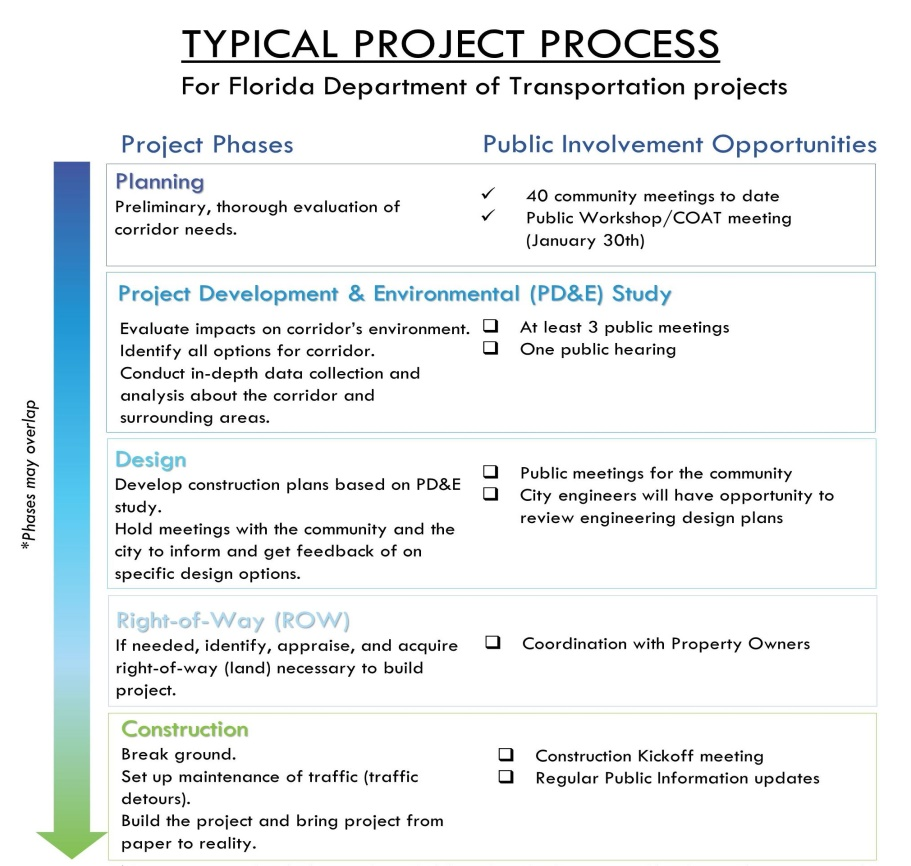 TYPICAL PROJECT PROCESS
For Florida Department of Transportation projects
Project Phases
Public Involvement Opportunities
Planning
Preliminary, thorough evaluation of
corridor needs.
✓ 40 community meetings to date
✓ Public Workshop/COAT meeting
(January 30th)
Project Development & Environmental (PD&E) Study
Evaluate impacts on corridor's environment.
Identify all options for corridor.
Conduct in-depth data collection and
analysis about the corridor and
surrounding areas.
❑ At least 3 public meetings
❑ One public hearing
Design
Develop construction plans based on PD&E
study.
Hold meetings with the community and the
city to inform and get feedback of on
specific design options.
❑ Public meetings for the community
❑ City engineers will have opportunity to
review engineering design plans
Right-of-Way (ROW)
If needed, identify, appraise, and acquire
right-of-way (land) necessary to build
project.
❑ Coordination with Property Owners
Construction
Break ground.
Set up maintenance of traffic (traffic
detours).
Build the project and bring project from
paper to reality.
❑ Construction Kickoff meeting
❑ Regular Public Information updates
*Phases may overlap